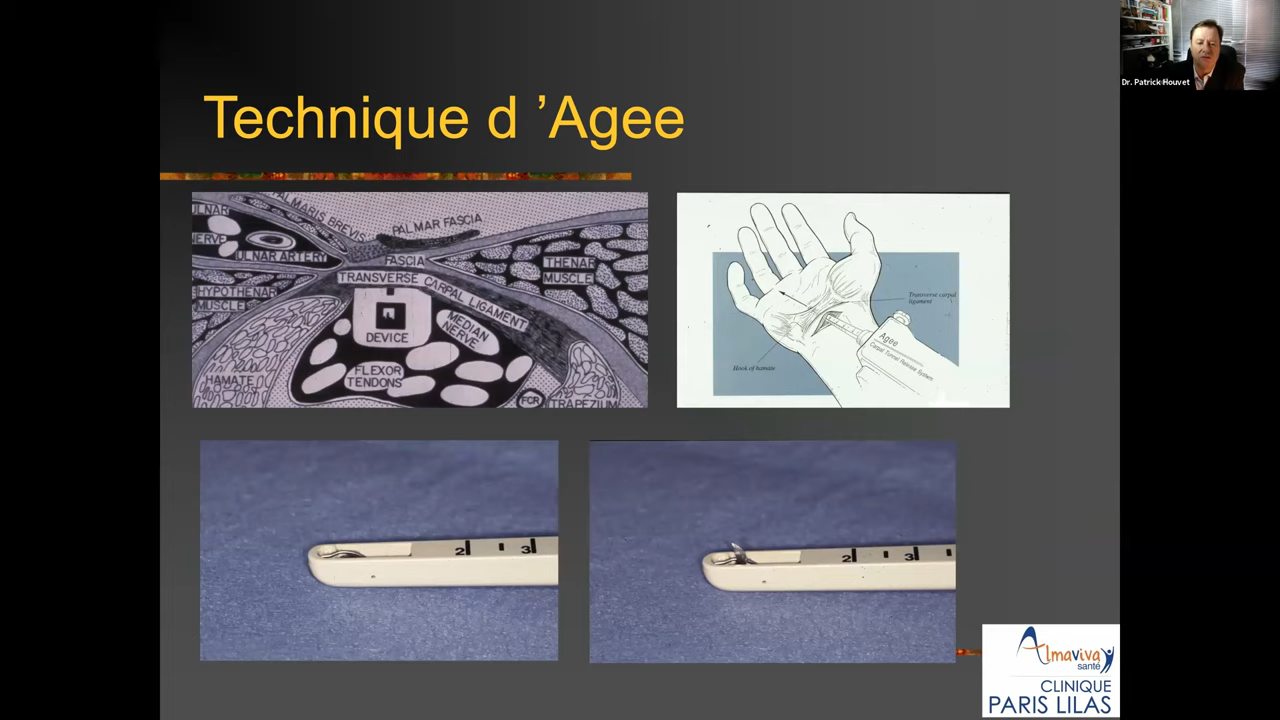 Technique d ’Agee
Dr. Patrick Houvet
PALMARIS BREVIS
PALMAR FASCIA
ULNAR
NERVE
ULNAR ARTERY
FASCIA
THENAR
MUSCLE
TRANSVERSE CARPAL LIGAMENT
HYPOTHENAR
MUSCLE
DEVICE
MEDIAN
NERVE
FLEXOR
TENDONS
HAMATE
FCR
TRAPEZIUM
Transverse carpal
ligament
Agee
Carpal Tunnel Release System
Hook of hamate
2 3
2 3
Almaviva
santé
CLINIQUE
PARIS LILAS